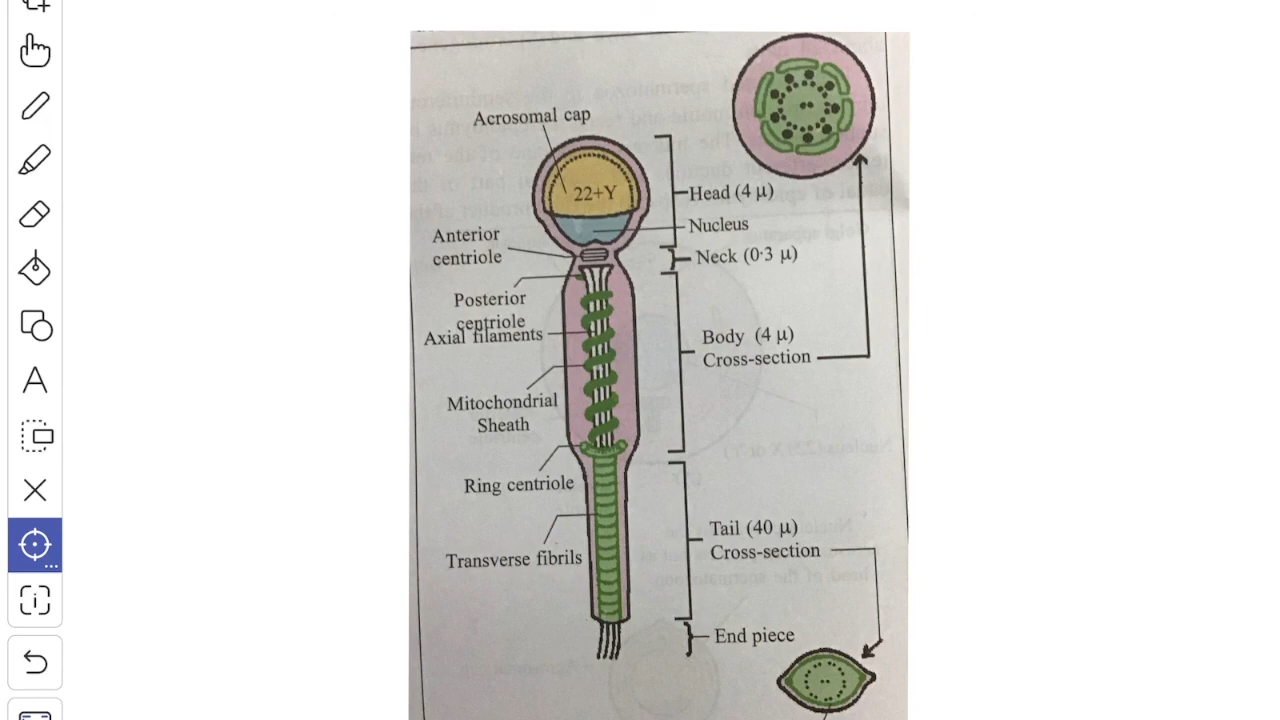 Acrosomal cap
22+Y
Head (4 µ)
Nucleus
Anterior
centriole
Neck (0·3 µ)
Posterior
centriole
Axial filaments
Body (4 µ)
Cross-section
Mitochondrial
Sheath
Ring centriole
Tail (40 µ)
Cross-section
Transverse fibrils
End piece
A